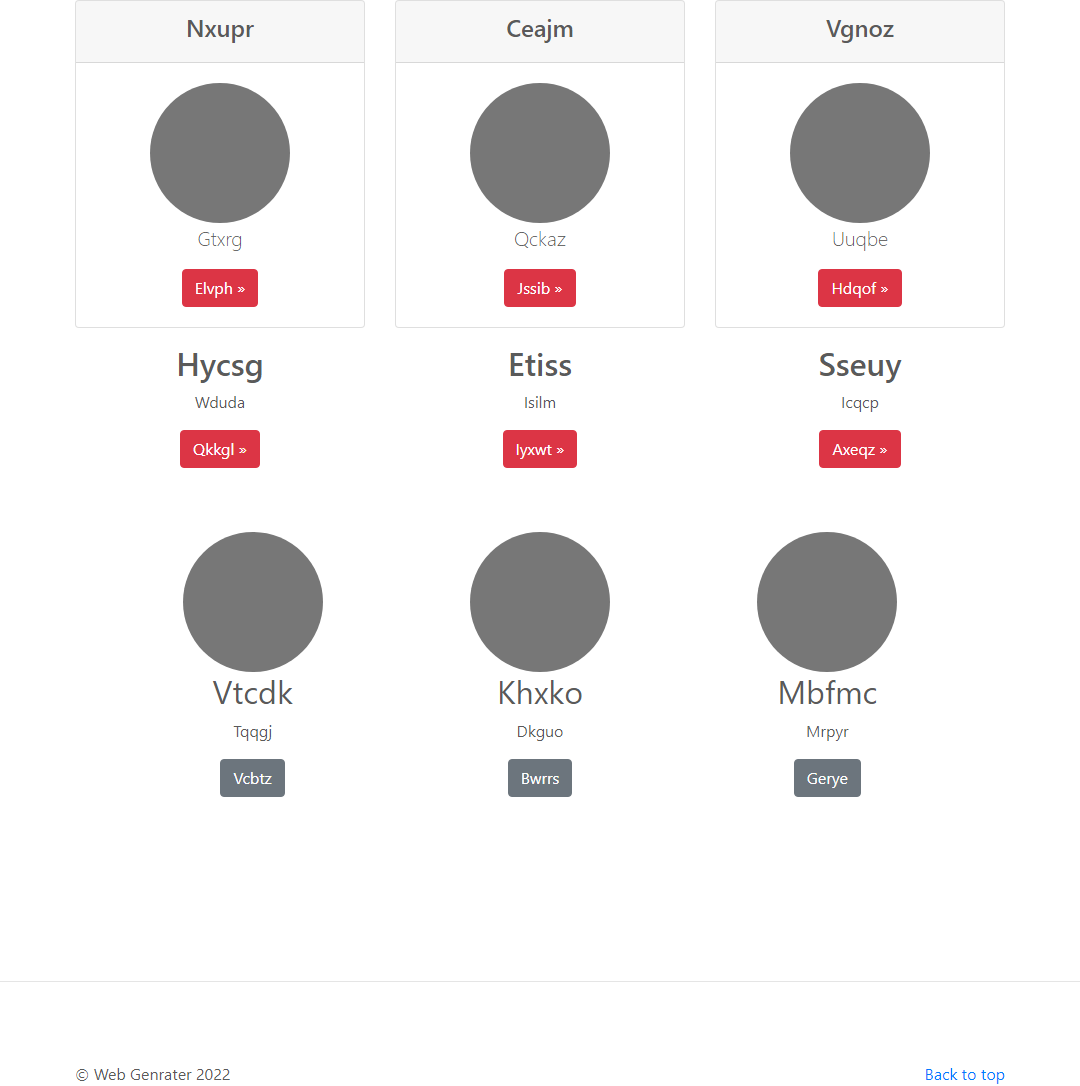 Nxupr
Ceajm
Vgnoz
Gtxrg
Qckaz
Uuqbe
Elvph »
Jssib »
Hdqof »
Hycsg
Etiss
Sseuy
Wduda
Isilm
Icqcp
Qkkgl »
Iyxwt »
Axeqz »
Vtcdk
Khxko
Mbfmc
Tqqgj
Dkguo
Mrpyr
Vcbtz
Bwrrs
Gerye
© Web Genrater 2022
Back to top